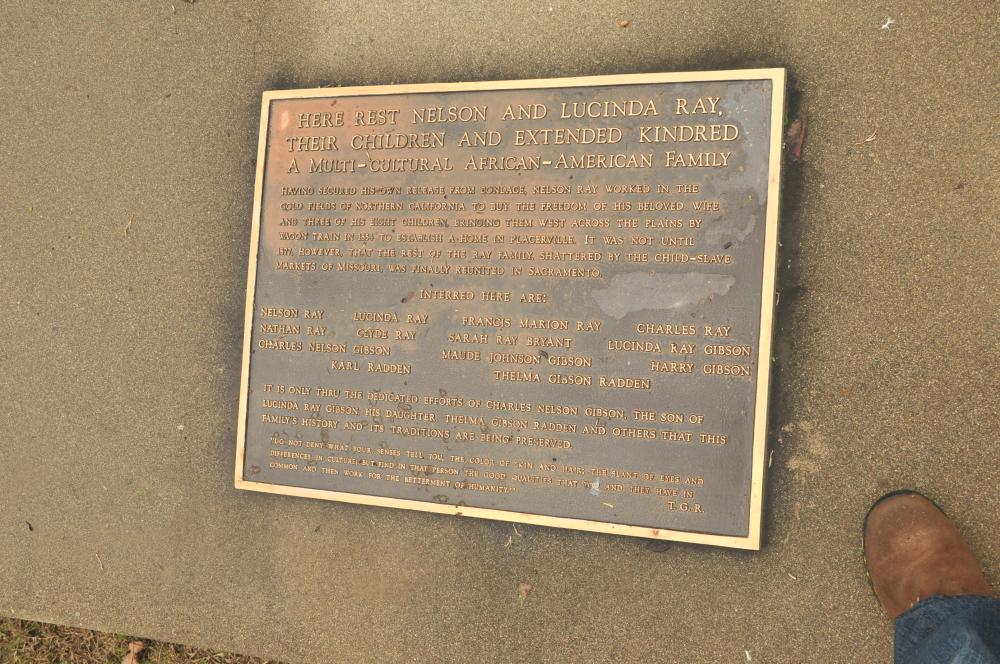 HERE REST NELSON AND LUCINDA RAY,
THEIR CHILDREN AND EXTENDED KINDRED
A MULTI-CULTURAL AFRICAN-AMERICAN FAMILY
HAVING SECURED HIS OWN RELEASE FROM BONDAGE, NELSON RAY WORKED IN THE
GOLD FIELDS OF NORTHERN CALIFORNIA TO BUY THE FREEDOM OF HIS BELOVED WIFE
AND THREE OF HIS EIGHT CHILDREN, BRINGING THEM WEST ACROSS THE PLAINS BY
WAGON TRAIN IN 1854 TO ESTABLISH A HOME IN PLACERVILLE. IT WAS NOT UNTIL
1877, HOWEVER, THAT THE REST OF THE RAY FAMILY, SHATTERED BY THE CHILD-SLAVE
MARKETS OF MISSOURI, WAS FINALLY REUNITED IN SACRAMENTO.
INTERRED HERE ARE:
NELSON RAY LUCINDA RAY FRANCIS MARION RAY CHARLES RAY
NATHAN RAY CLYDE RAY SARAH RAY BRYANT LUCINDA RAY GIBSON
CHARLES NELSON GIBSON MAUDE JOHNSON GIBSON HARRY GIBSON
KARL RADDEN THELMA GIBSON RADDEN
IT IS ONLY THRU THE DEDICATED EFFORTS OF CHARLES NELSON GIBSON, THE SON OF
LUCINDA RAY GIBSON, HIS DAUGHTER, THELMA GIBSON RADDEN AND OTHERS THAT THIS
FAMILY'S HISTORY AND ITS TRADITIONS ARE BEING PRESERVED.
"DO NOT DENY WHAT YOUR SENSES TELL YOU, THE COLOR OF SKIN AND HAIR; THE SLANT OF EYES AND
DIFFERENCES IN CULTURE; BUT FIND IN THAT PERSON THE GOOD QUALITIES THAT YOU AND THEY HAVE IN
COMMON AND THEN WORK FOR THE BETTERMENT OF HUMANITY."
T.G.R.